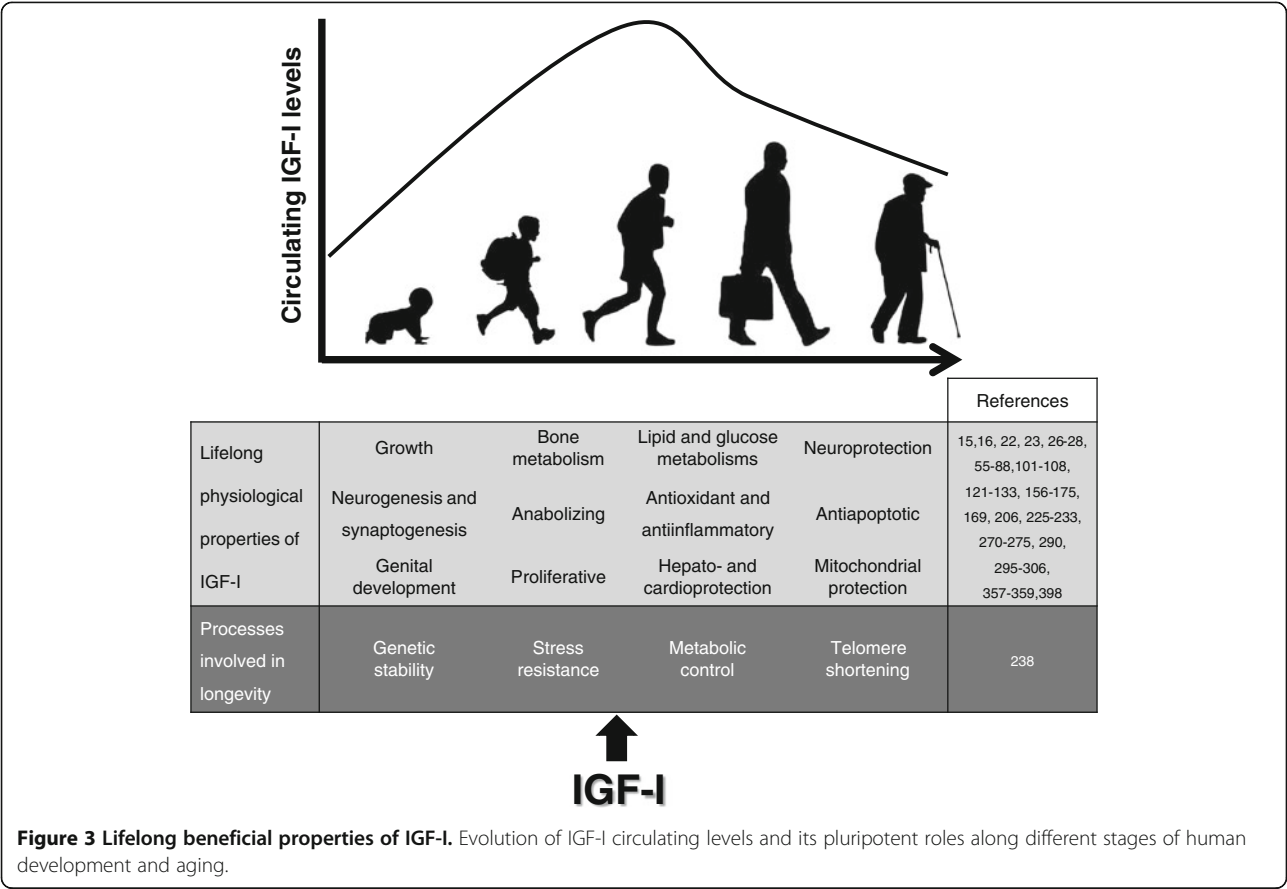 Circulating IGF-I levels
References
Lifelong
physiological
properties of
IGF-I
Growth
Bone
metabolism
Lipid and glucose
metabolisms
Neuroprotection
Neurogenesis and
synaptogenesis
Anabolizing
Antioxidant and
antiinflammatory
Antiapoptotic
Genital
development
Proliferative
Hepato- and
cardioprotection
Mitochondrial
protection
15,16, 22, 23, 26-28,
55-88,101-108,
121-133, 156-175,
169, 206, 225-233,
270-275, 290,
295-306,
357-359,398
Processes
involved in
longevity
Genetic
stability
Stress
resistance
Metabolic
control
Telomere
shortening
238
IGF-I
Figure 3 Lifelong beneficial properties of IGF-I. Evolution of IGF-I circulating levels and its pluripotent roles along different stages of human
development and aging.